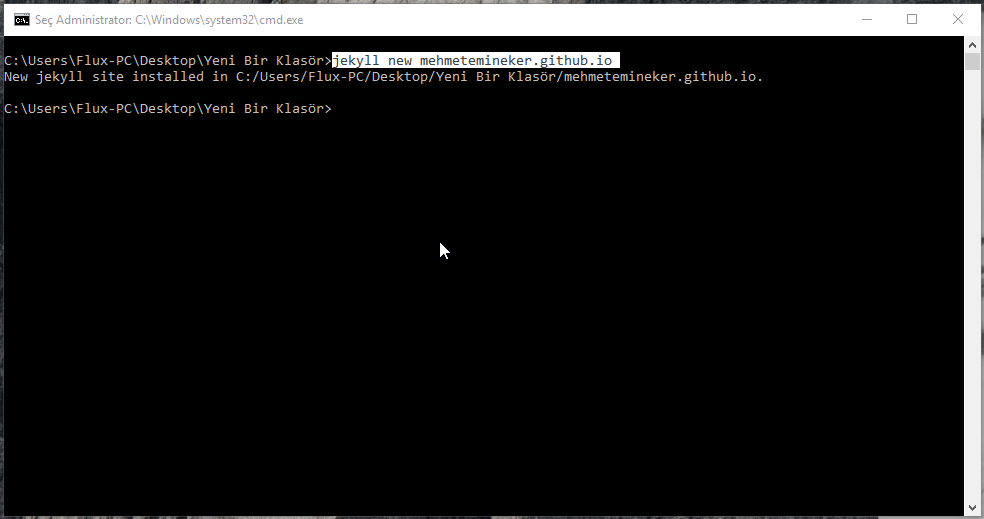 Seç Administrator: C:\Windows\system32\cmd.exe
C:\Users\Flux-PC\Desktop\Yeni Bir Klasör>jekyll new mehmetemineker.github.io
New jekyll site installed in C:/Users/Flux-PC/Desktop/Yeni Bir Klasör/mehmetemineker.github.io.
C:\Users\Flux-PC\Desktop\Yeni Bir Klasör>